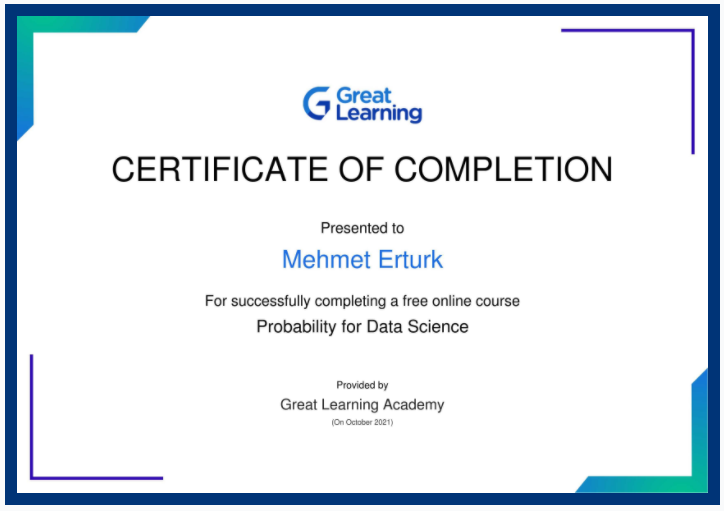 Great
Learning
CERTIFICATE OF COMPLETION
Presented to
Mehmet Erturk
For successfully completing a free online course
Probability for Data Science
Provided by
Great Learning Academy
(On October 2021)